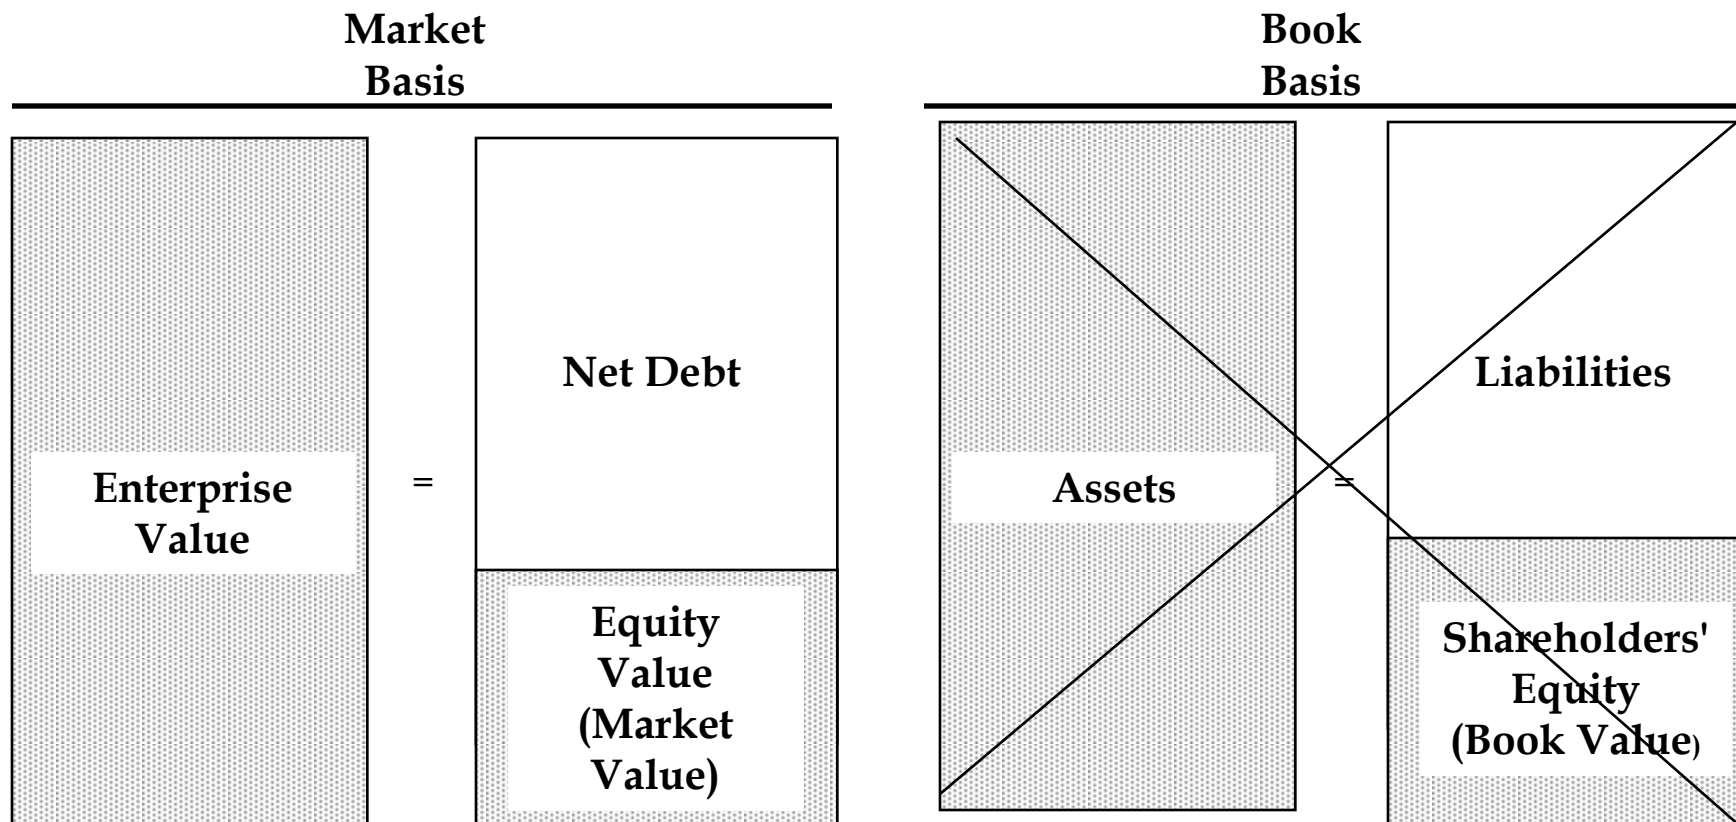 Market
Basis
Enterprise
Value
=
Net Debt
Equity
Value
(Market
Value)
Book
Basis
Assets
=
Liabilities
Shareholders'
Equity
(Book Value)